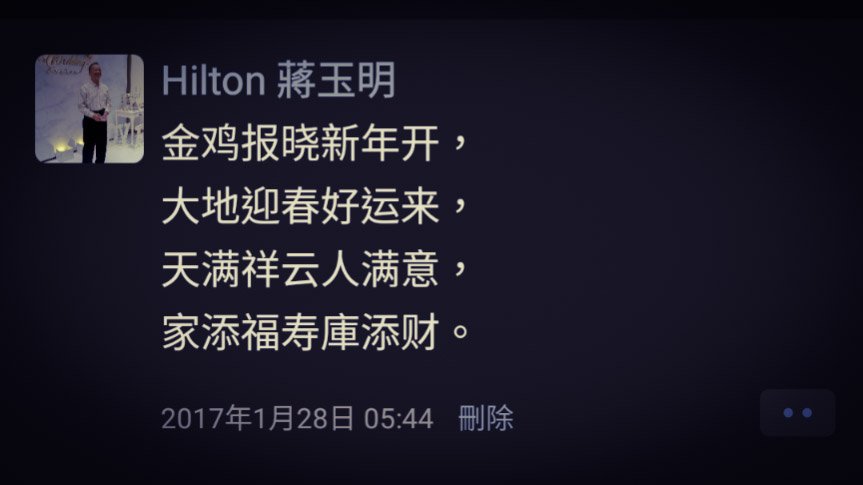 Hilton 蔣玉明
金鸡报晓新年开，
大地迎春好运来，
天满祥云人满意，
家添福寿庫添财。
2017年1月28日 05:44 刪除